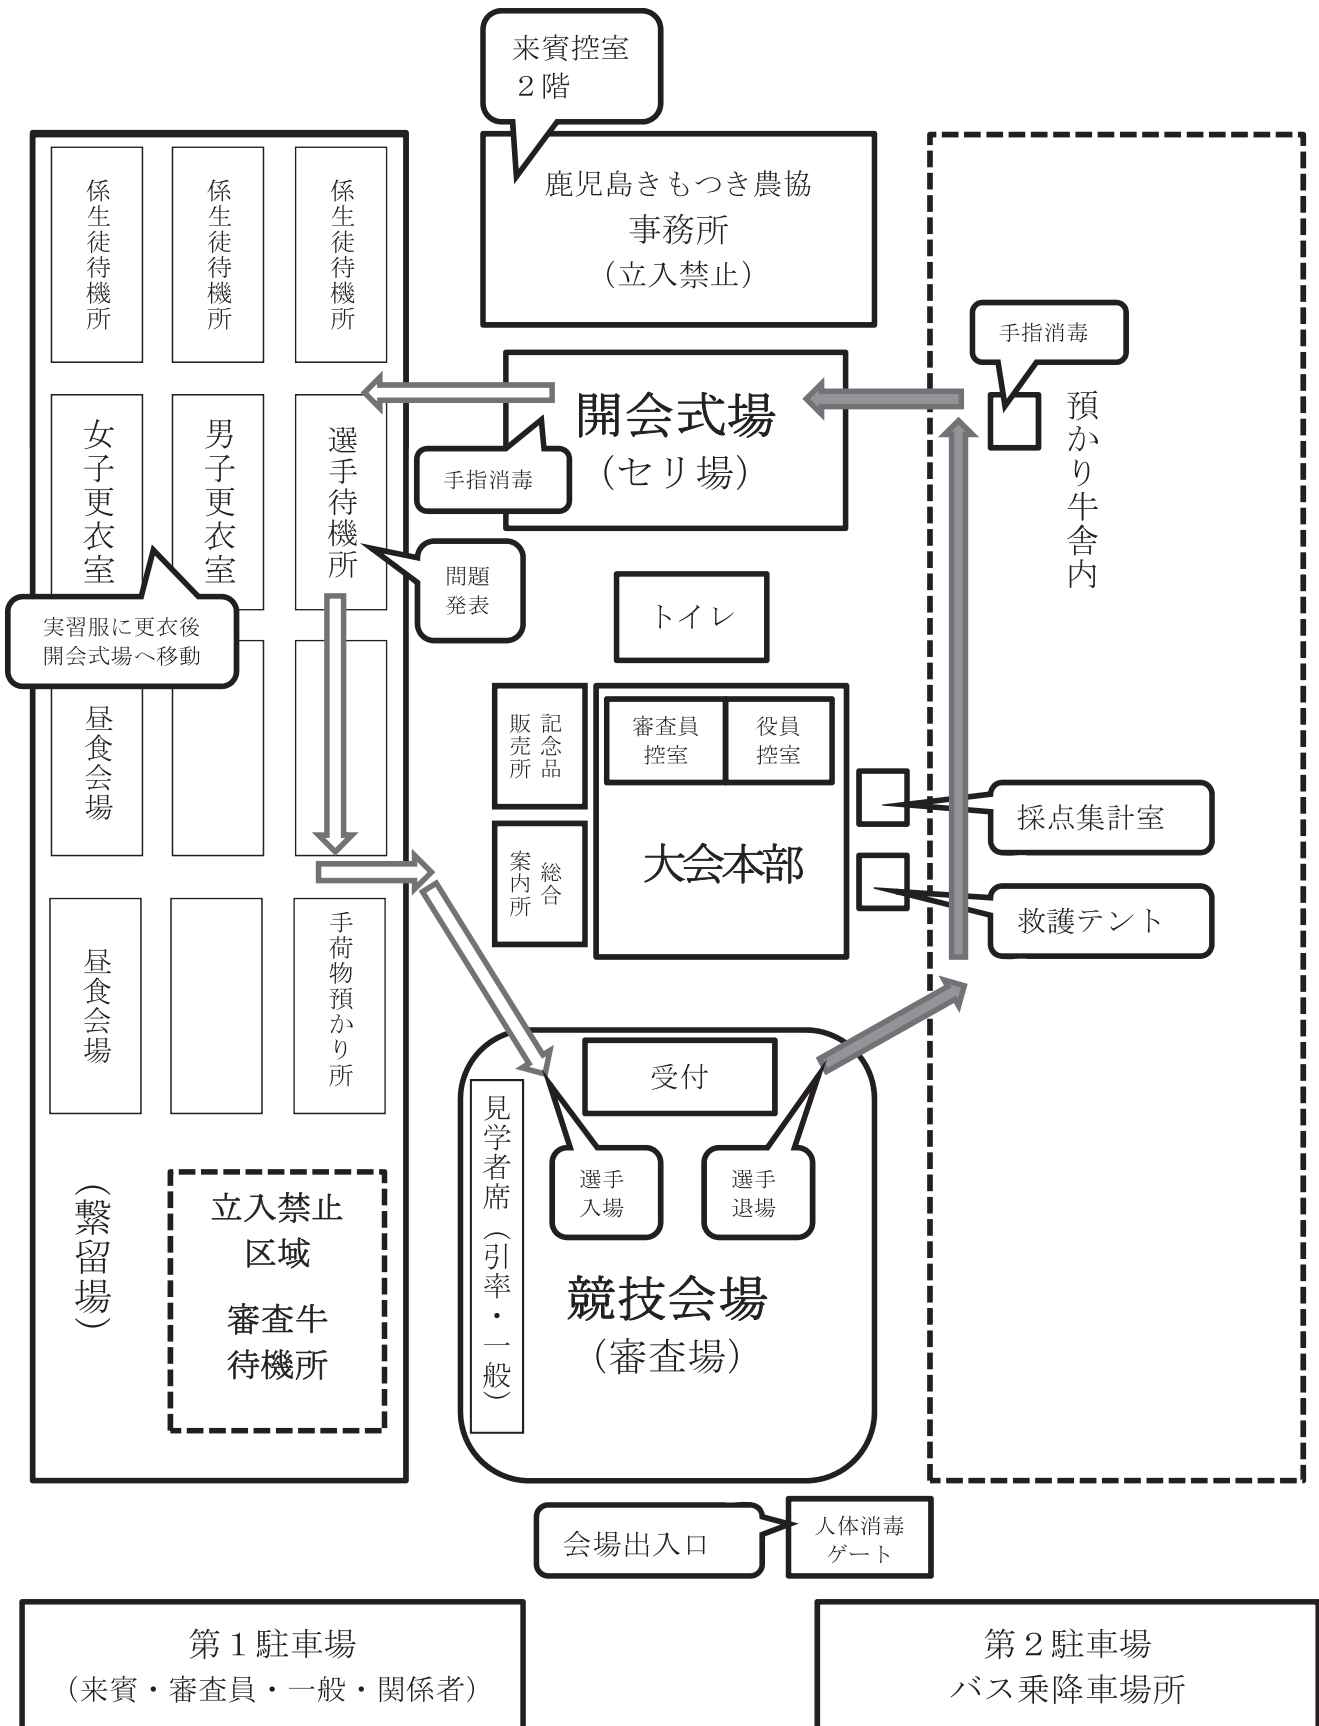 来賓控室
２階
鹿児島きもつき農協
事務所
（立入禁止）
係生徒待機所
係生徒待機所
係生徒待機所
手指消毒
開会式場
（セリ場）
手指消毒
預かり牛舎内
女子更衣室
男子更衣室
選手待機所
問題
発表
実習服に更衣後
開会式場へ移動
トイレ
昼食会場
記念品
販売所
審査員
控室
役員
控室
大会本部
採点集計室
総合
案内所
救護テント
昼食会場
手荷物預かり所
受付
見学者席（引率・一般）
選手
入場
選手
退場
競技会場
（審査場）
（繋留場）
立入禁止
区域
審査牛
待機所
会場出入口
人体消毒
ゲート
第１駐車場
（来賓・審査員・一般・関係者）
第２駐車場
バス乗降車場所